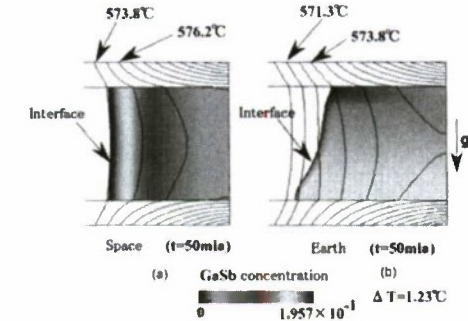 573.8℃
576.2℃
571.3℃
573.8℃
Interface
Interface
g
Space (t=50min)
Earth (t=50min)
(a) GaSb concentration (b)
0 1.957×10⁻¹
Δ T=1.23℃